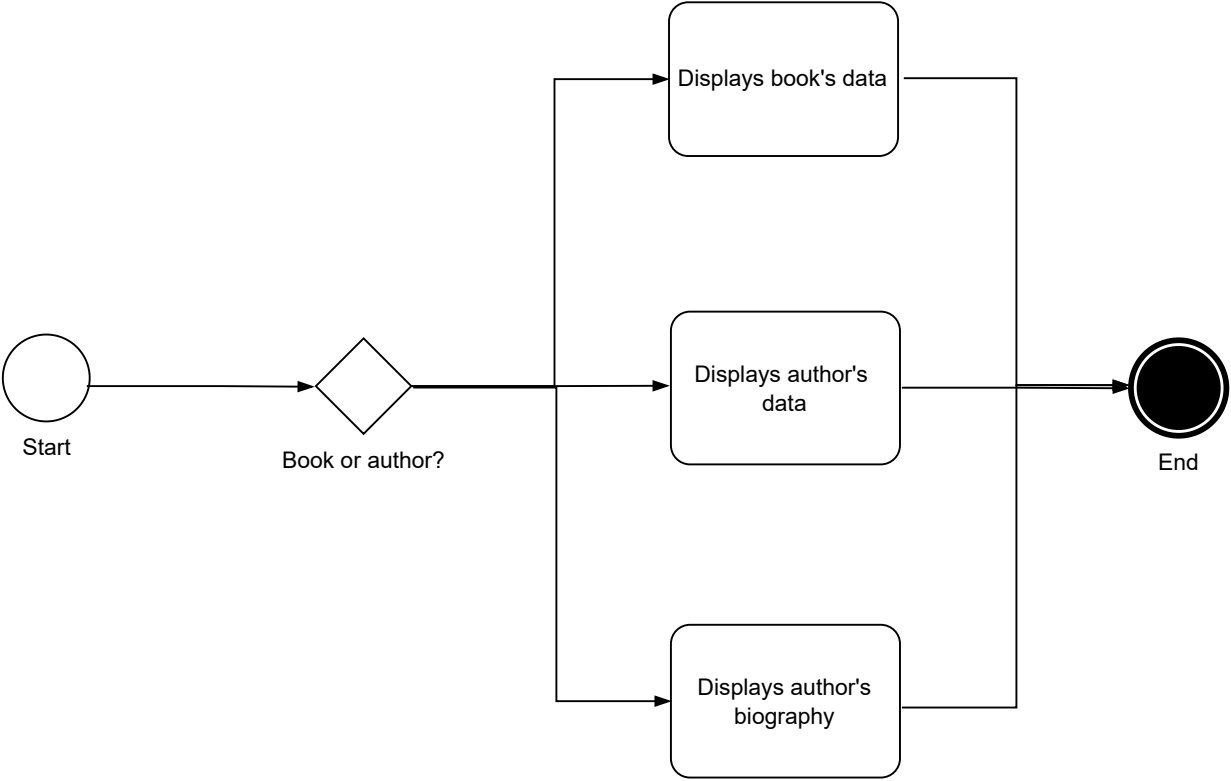 Displays book's data
Displays author's
data
Start
Book or author?
End
Displays author's
biography